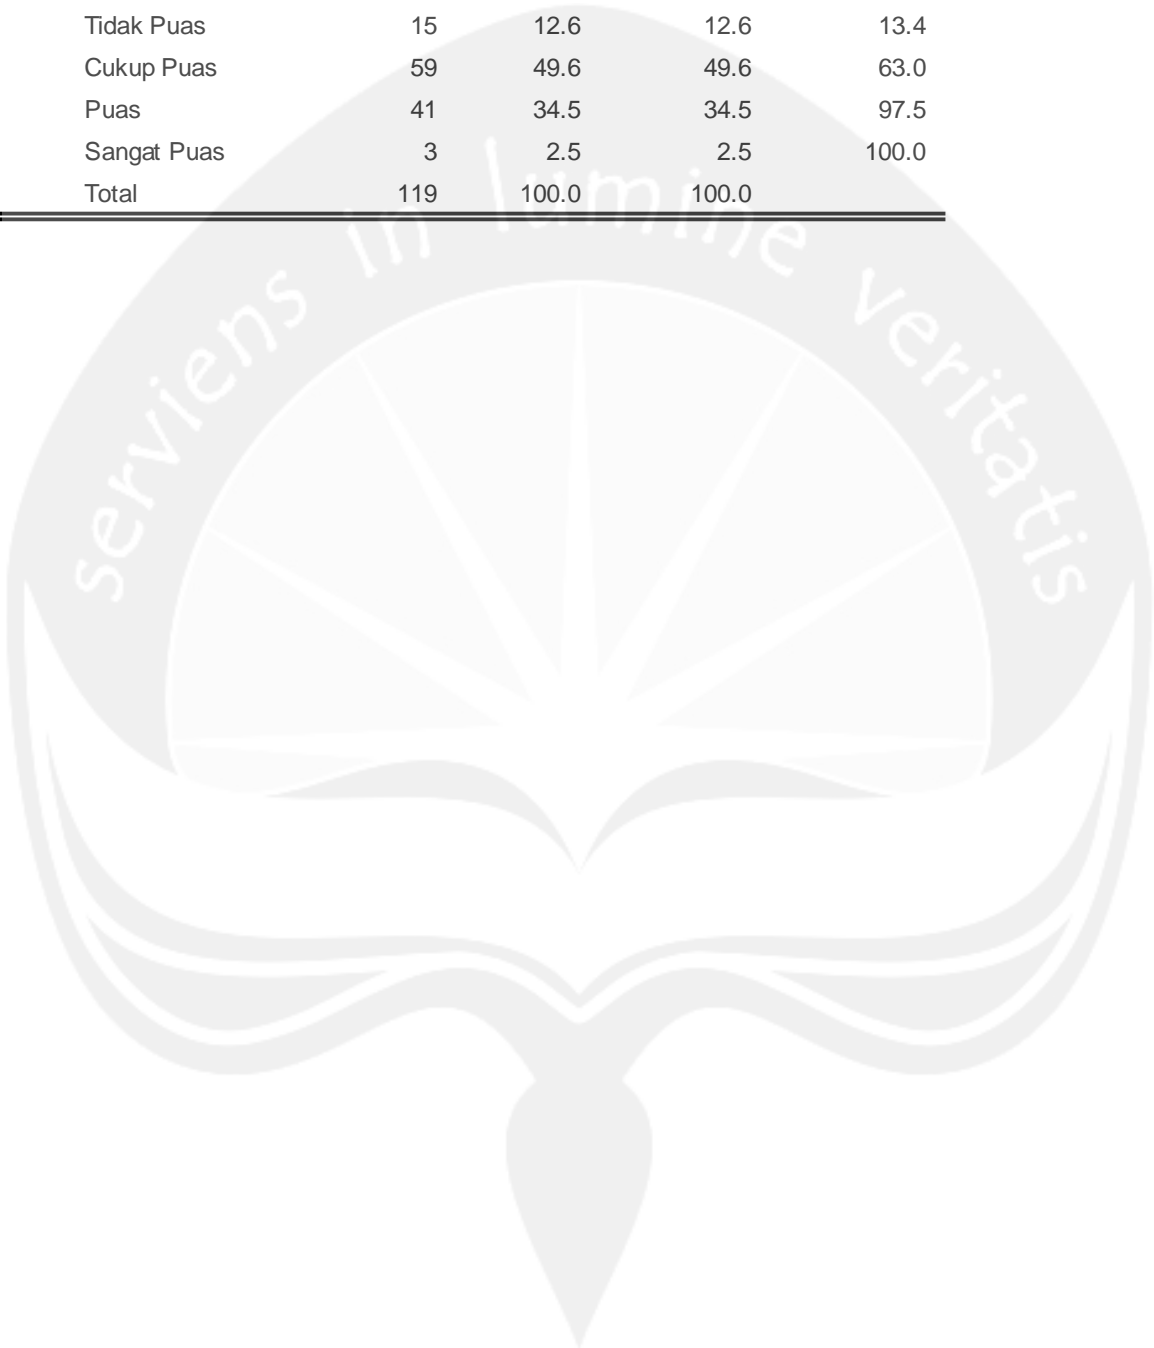 Tidak Puas 15 12.6 12.6 13.4
Cukup Puas 59 49.6 49.6 63.0
Puas 41 34.5 34.5 97.5
Sangat Puas 3 2.5 2.5 100.0
Total 119 100.0 100.0
serviens in lumine veritatis